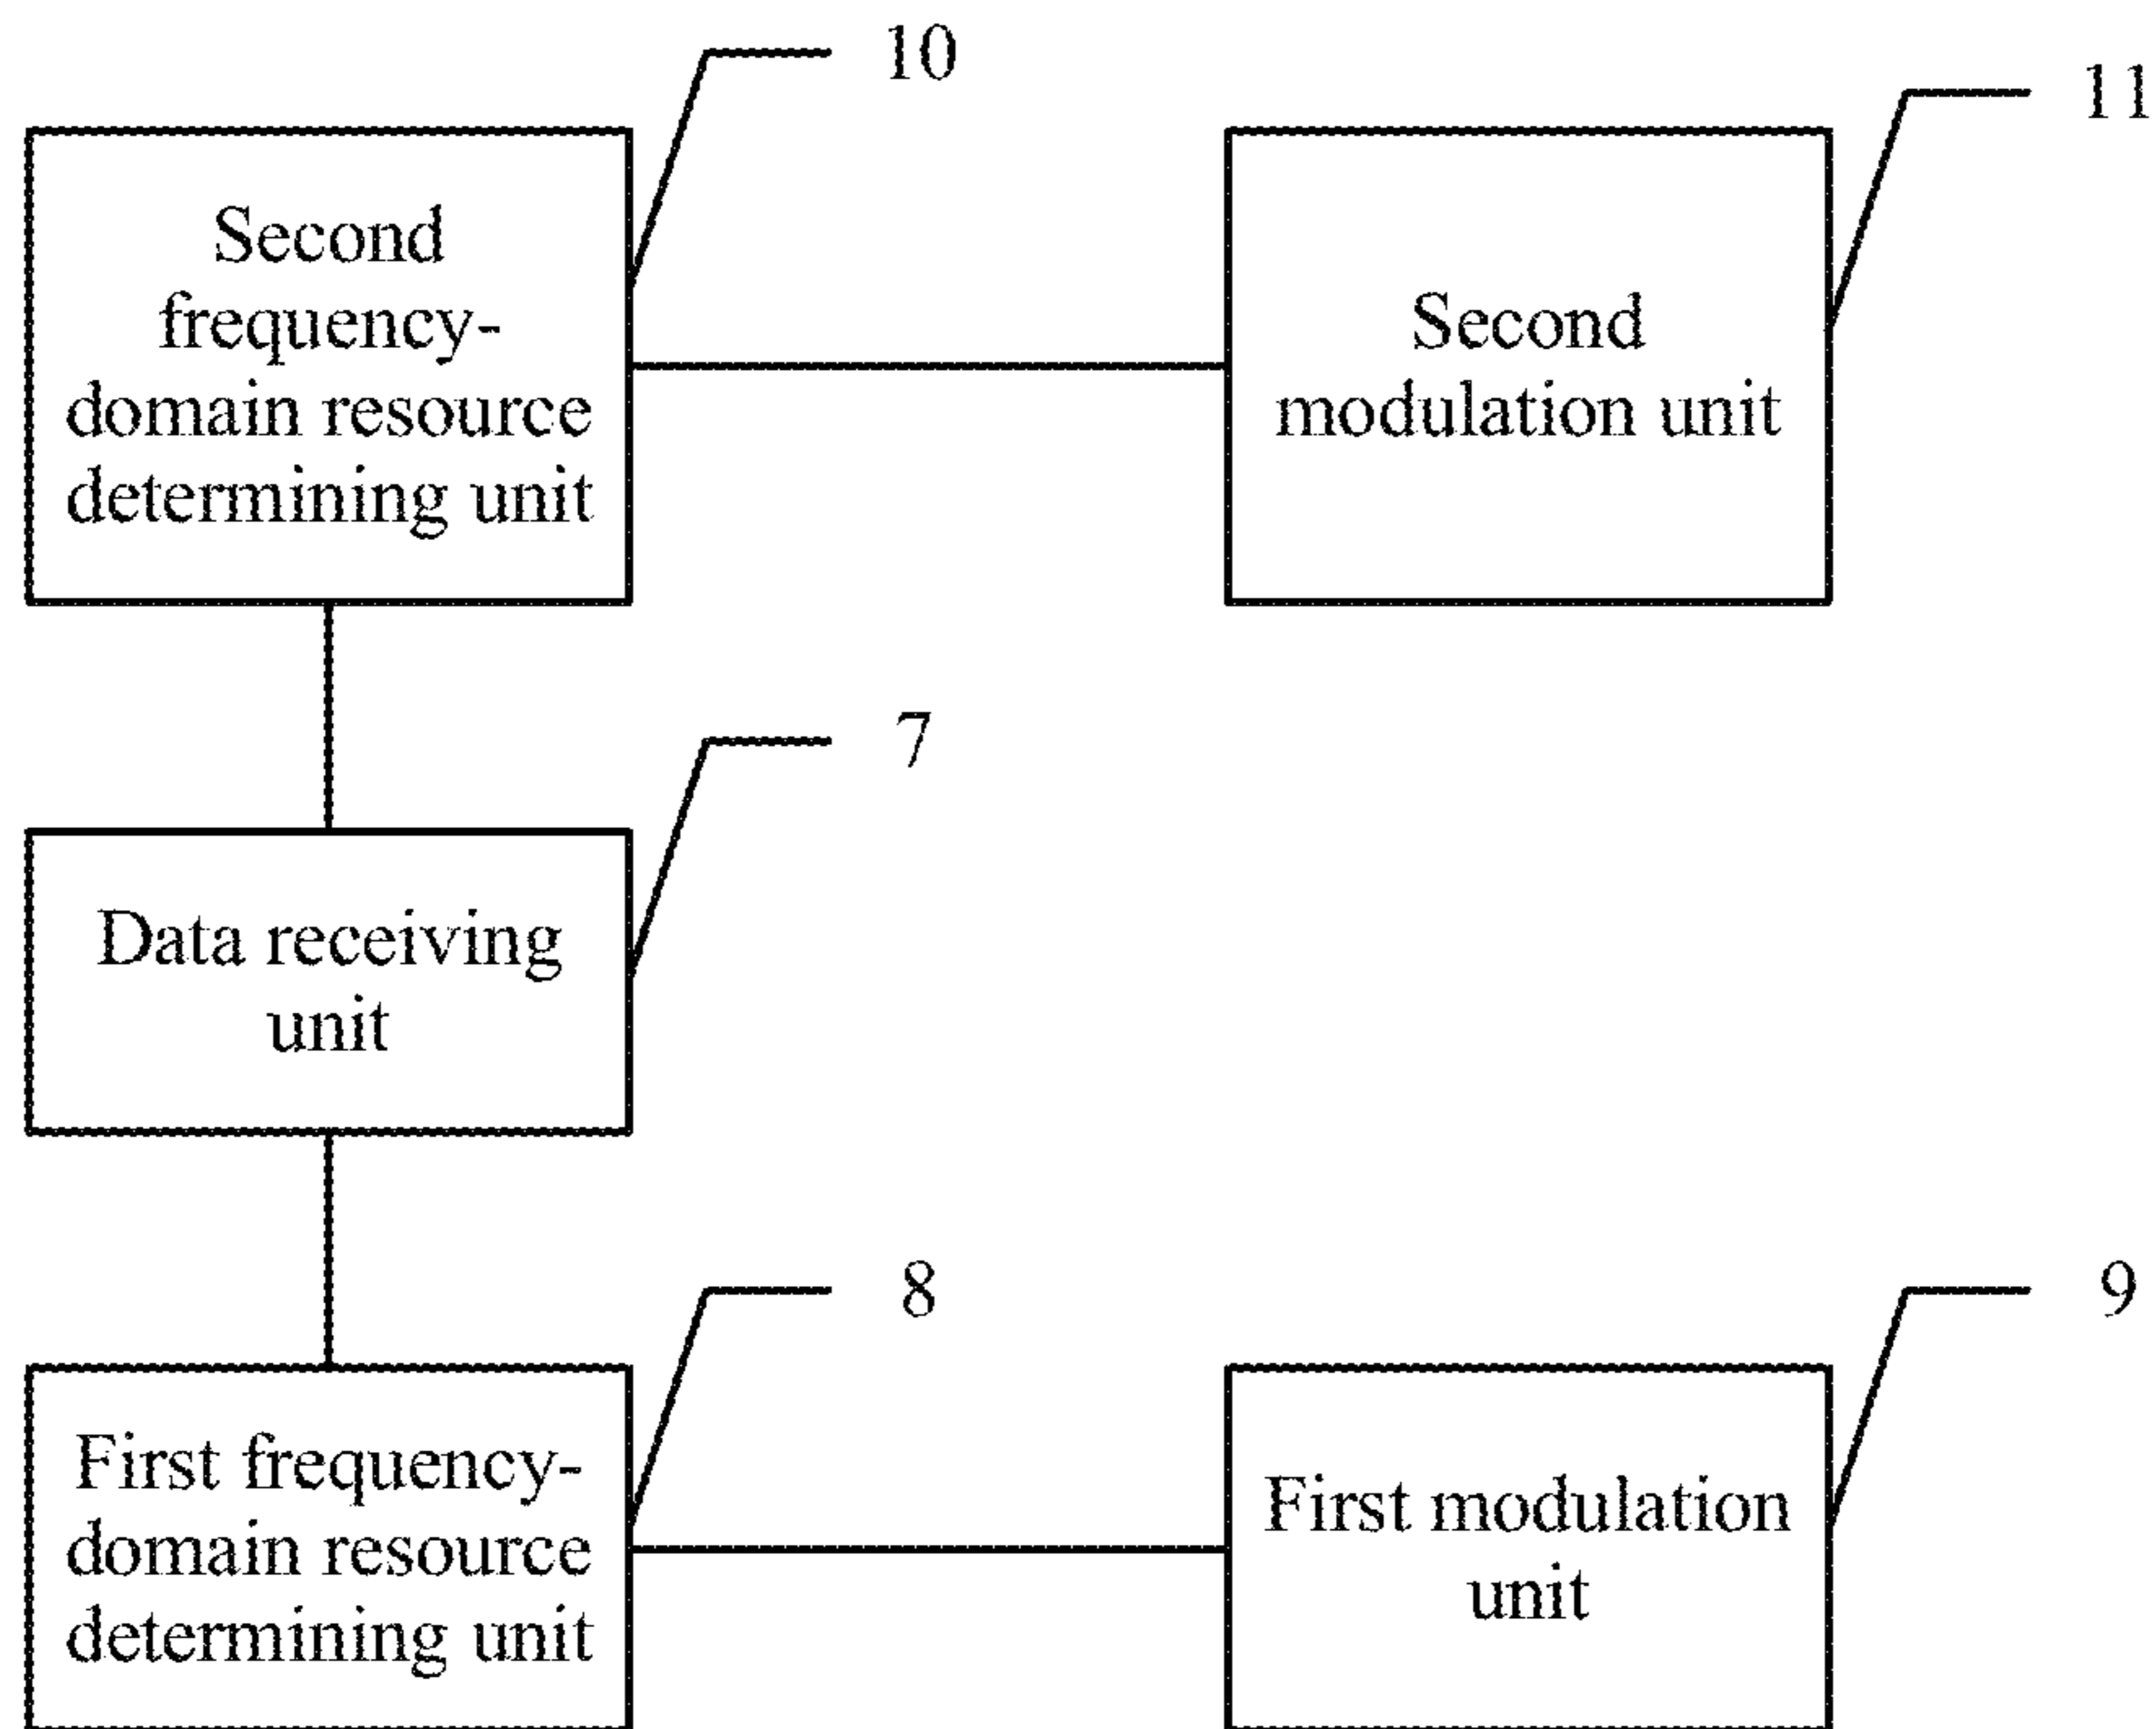 10
11
Second
frequency-
domain resource
determining unit
Second
modulation unit
7
Data receiving
unit
8
9
First frequency-
domain resource
determining unit
First modulation
unit